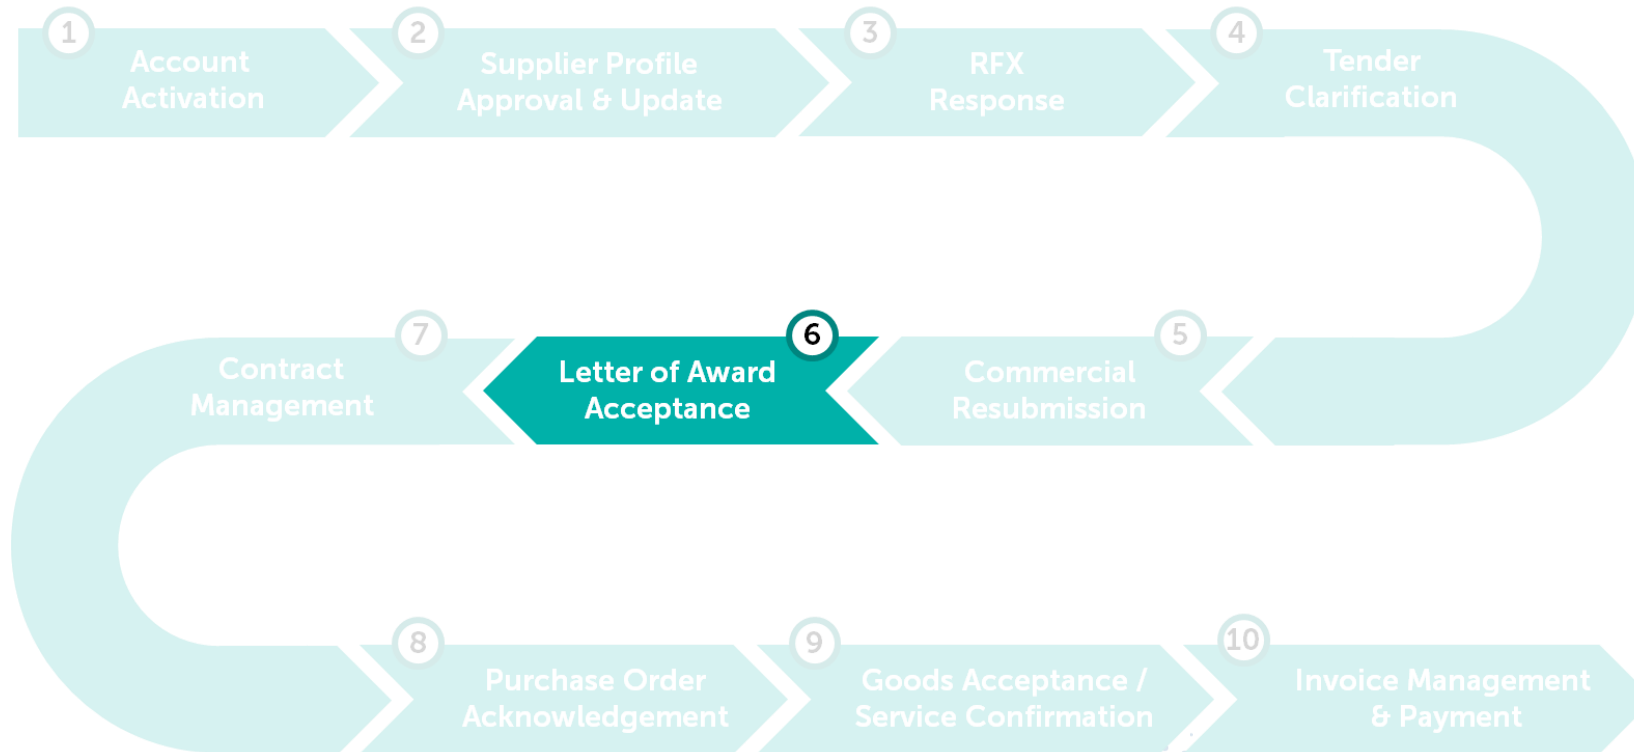 1
Account
Activation
2
Supplier Profile
Approval & Update
3
RFX
Response
4
Tender
Clarification
5
Commercial
Resubmission
6
Letter of Award
Acceptance
7
Contract
Management
8
Purchase Order
Acknowledgement
9
Goods Acceptance /
Service Confirmation
10
Invoice Management
& Payment